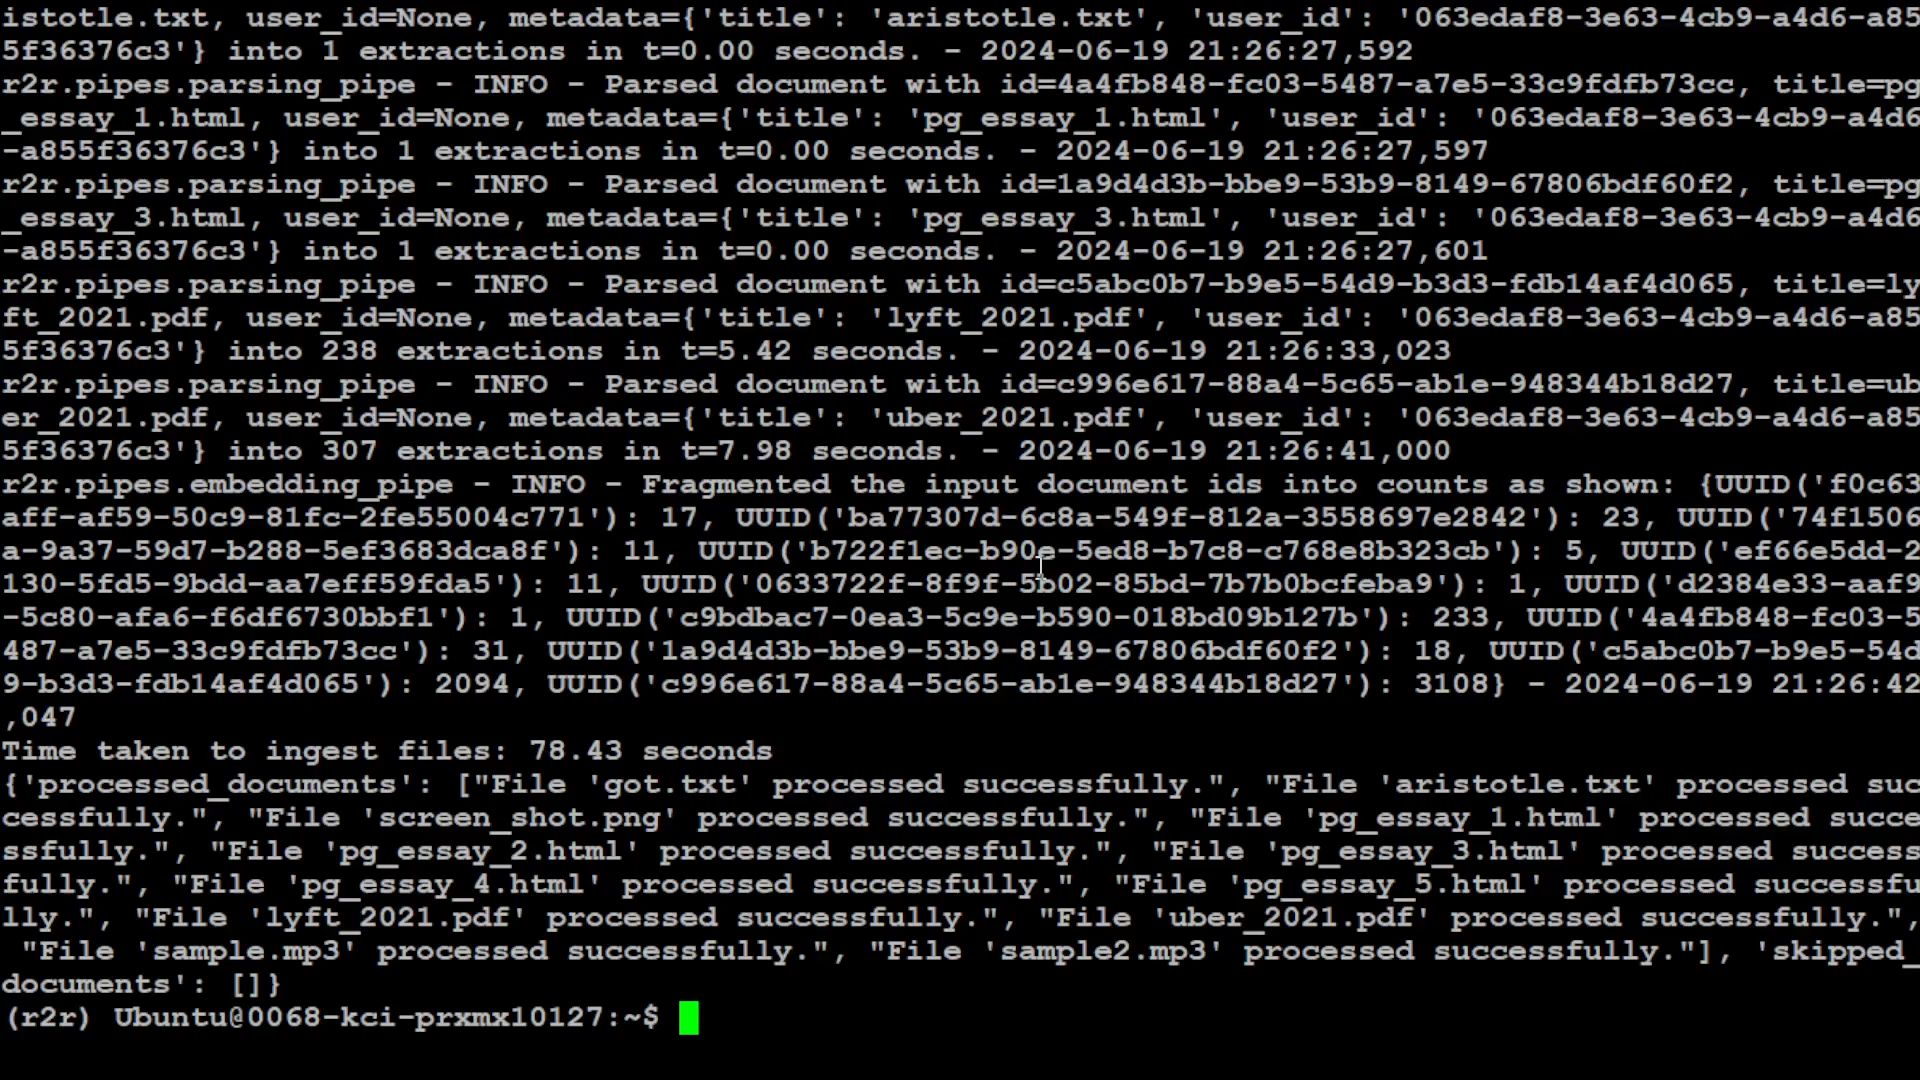 istotle.txt, user_id=None, metadata={'title': 'aristotle.txt', 'user_id': '063edaf8-3e63-4cb9-a4d6-a85
5f36376c3'} into 1 extractions in t=0.00 seconds. - 2024-06-19 21:26:27,592
r2r.pipes.parsing_pipe - INFO - Parsed document with id=4a4fb848-fc03-5487-a7e5-33c9fdfb73cc, title=pg
_essay_1.html, user_id=None, metadata={'title': 'pg_essay_1.html', 'user_id': '063edaf8-3e63-4cb9-a4d6
-a855f36376c3'} into 1 extractions in t=0.00 seconds. - 2024-06-19 21:26:27,597
r2r.pipes.parsing_pipe - INFO - Parsed document with id=1a9d4d3b-bbe9-53b9-8149-67806bdf60f2, title=pg
_essay_3.html, user_id=None, metadata={'title': 'pg_essay_3.html', 'user_id': '063edaf8-3e63-4cb9-a4d6
-a855f36376c3'} into 1 extractions in t=0.00 seconds. - 2024-06-19 21:26:27,601
r2r.pipes.parsing_pipe - INFO - Parsed document with id=c5abc0b7-b9e5-54d9-b3d3-fdb14af4d065, title=ly
ft_2021.pdf, user_id=None, metadata={'title': 'lyft_2021.pdf', 'user_id': '063edaf8-3e63-4cb9-a4d6-a85
5f36376c3'} into 238 extractions in t=5.42 seconds. - 2024-06-19 21:26:33,023
r2r.pipes.parsing_pipe - INFO - Parsed document with id=c996e617-88a4-5c65-ab1e-948344b18d27, title=ub
er_2021.pdf, user_id=None, metadata={'title': 'uber_2021.pdf', 'user_id': '063edaf8-3e63-4cb9-a4d6-a85
5f36376c3'} into 307 extractions in t=7.98 seconds. - 2024-06-19 21:26:41,000
r2r.pipes.embedding_pipe - INFO - Fragmented the input document ids into counts as shown: {UUID('f0c63
aff-af59-50c9-81fc-2fe55004c771'): 17, UUID('ba77307d-6c8a-549f-812a-3558697e2842'): 23, UUID('74f1506
a-9a37-59d7-b288-5ef3683dca8f'): 11, UUID('b722f1ec-b90e-5ed8-b7c8-c768e8b323cb'): 5, UUID('ef66e5dd-2
130-5fd5-9bdd-aa7eff59fda5'): 11, UUID('0633722f-8f9f-5b02-85bd-7b7b0bcfeba9'): 1, UUID('d2384e33-aaf9
-5c80-afa6-f6df6730bbf1'): 1, UUID('c9bdbac7-0ea3-5c9e-b590-018bd09b127b'): 233, UUID('4a4fb848-fc03-5
487-a7e5-33c9fdfb73cc'): 31, UUID('1a9d4d3b-bbe9-53b9-8149-67806bdf60f2'): 18, UUID('c5abc0b7-b9e5-54d
9-b3d3-fdb14af4d065'): 2094, UUID('c996e617-88a4-5c65-ab1e-948344b18d27'): 3108} - 2024-06-19 21:26:42
,047
Time taken to ingest files: 78.43 seconds
{'processed_documents': ["File 'got.txt' processed successfully.", "File 'aristotle.txt' processed suc
cessfully.", "File 'screen_shot.png' processed successfully.", "File 'pg_essay_1.html' processed succe
ssfully.", "File 'pg_essay_2.html' processed successfully.", "File 'pg_essay_3.html' processed success
fully.", "File 'pg_essay_4.html' processed successfully.", "File 'pg_essay_5.html' processed successfu
lly.", "File 'lyft_2021.pdf' processed successfully.", "File 'uber_2021.pdf' processed successfully.",
 "File 'sample.mp3' processed successfully.", "File 'sample2.mp3' processed successfully."], 'skipped_
documents': []}
(r2r) Ubuntu@0068-kci-prxmx10127:~$